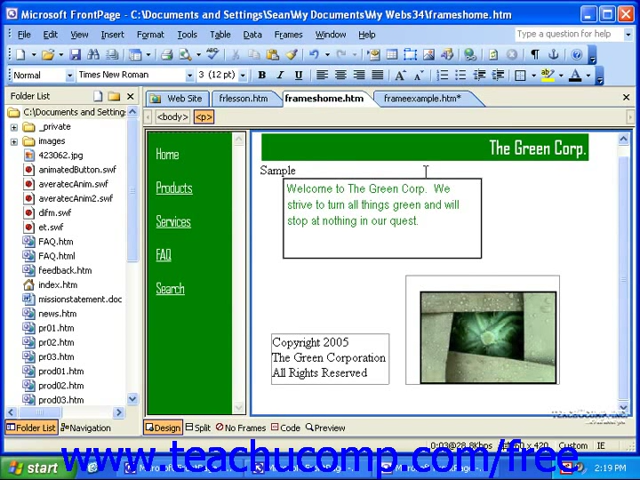 Microsoft FrontPage - C:\Documents and Settings\Sean\My Documents\My Webs34\frameshome.htm
File Edit View Insert Format Tools Table Data Frames Window Help
Type a question for help
Normal Times New Roman 3 (12 pt)
Folder List
Web Site frlesson.htm frameshome.htm frameexample.htm*
<body> <p>
C:\Documents and Settings
_private
images
423062.jpg
animatedButton.swf
averatecAnim.swf
averatecAnim2.swf
difm.swf
et.swf
FAQ.htm
FAQ.html
feedback.htm
index.htm
missionstatement.doc
news.htm
pr01.htm
pr02.htm
pr03.htm
prod01.htm
prod02.htm
prod03.htm
Home
Products
Services
FAQ
Search
The Green Corp.
Sample
Welcome to The Green Corp. We
strive to turn all things green and will
stop at nothing in our quest.
Copyright 2005
The Green Corporation
All Rights Reserved
Folder List Navigation
Design Split No Frames Code Preview
Custom IE
www.teachucomp.com/free
start
2:19 PM